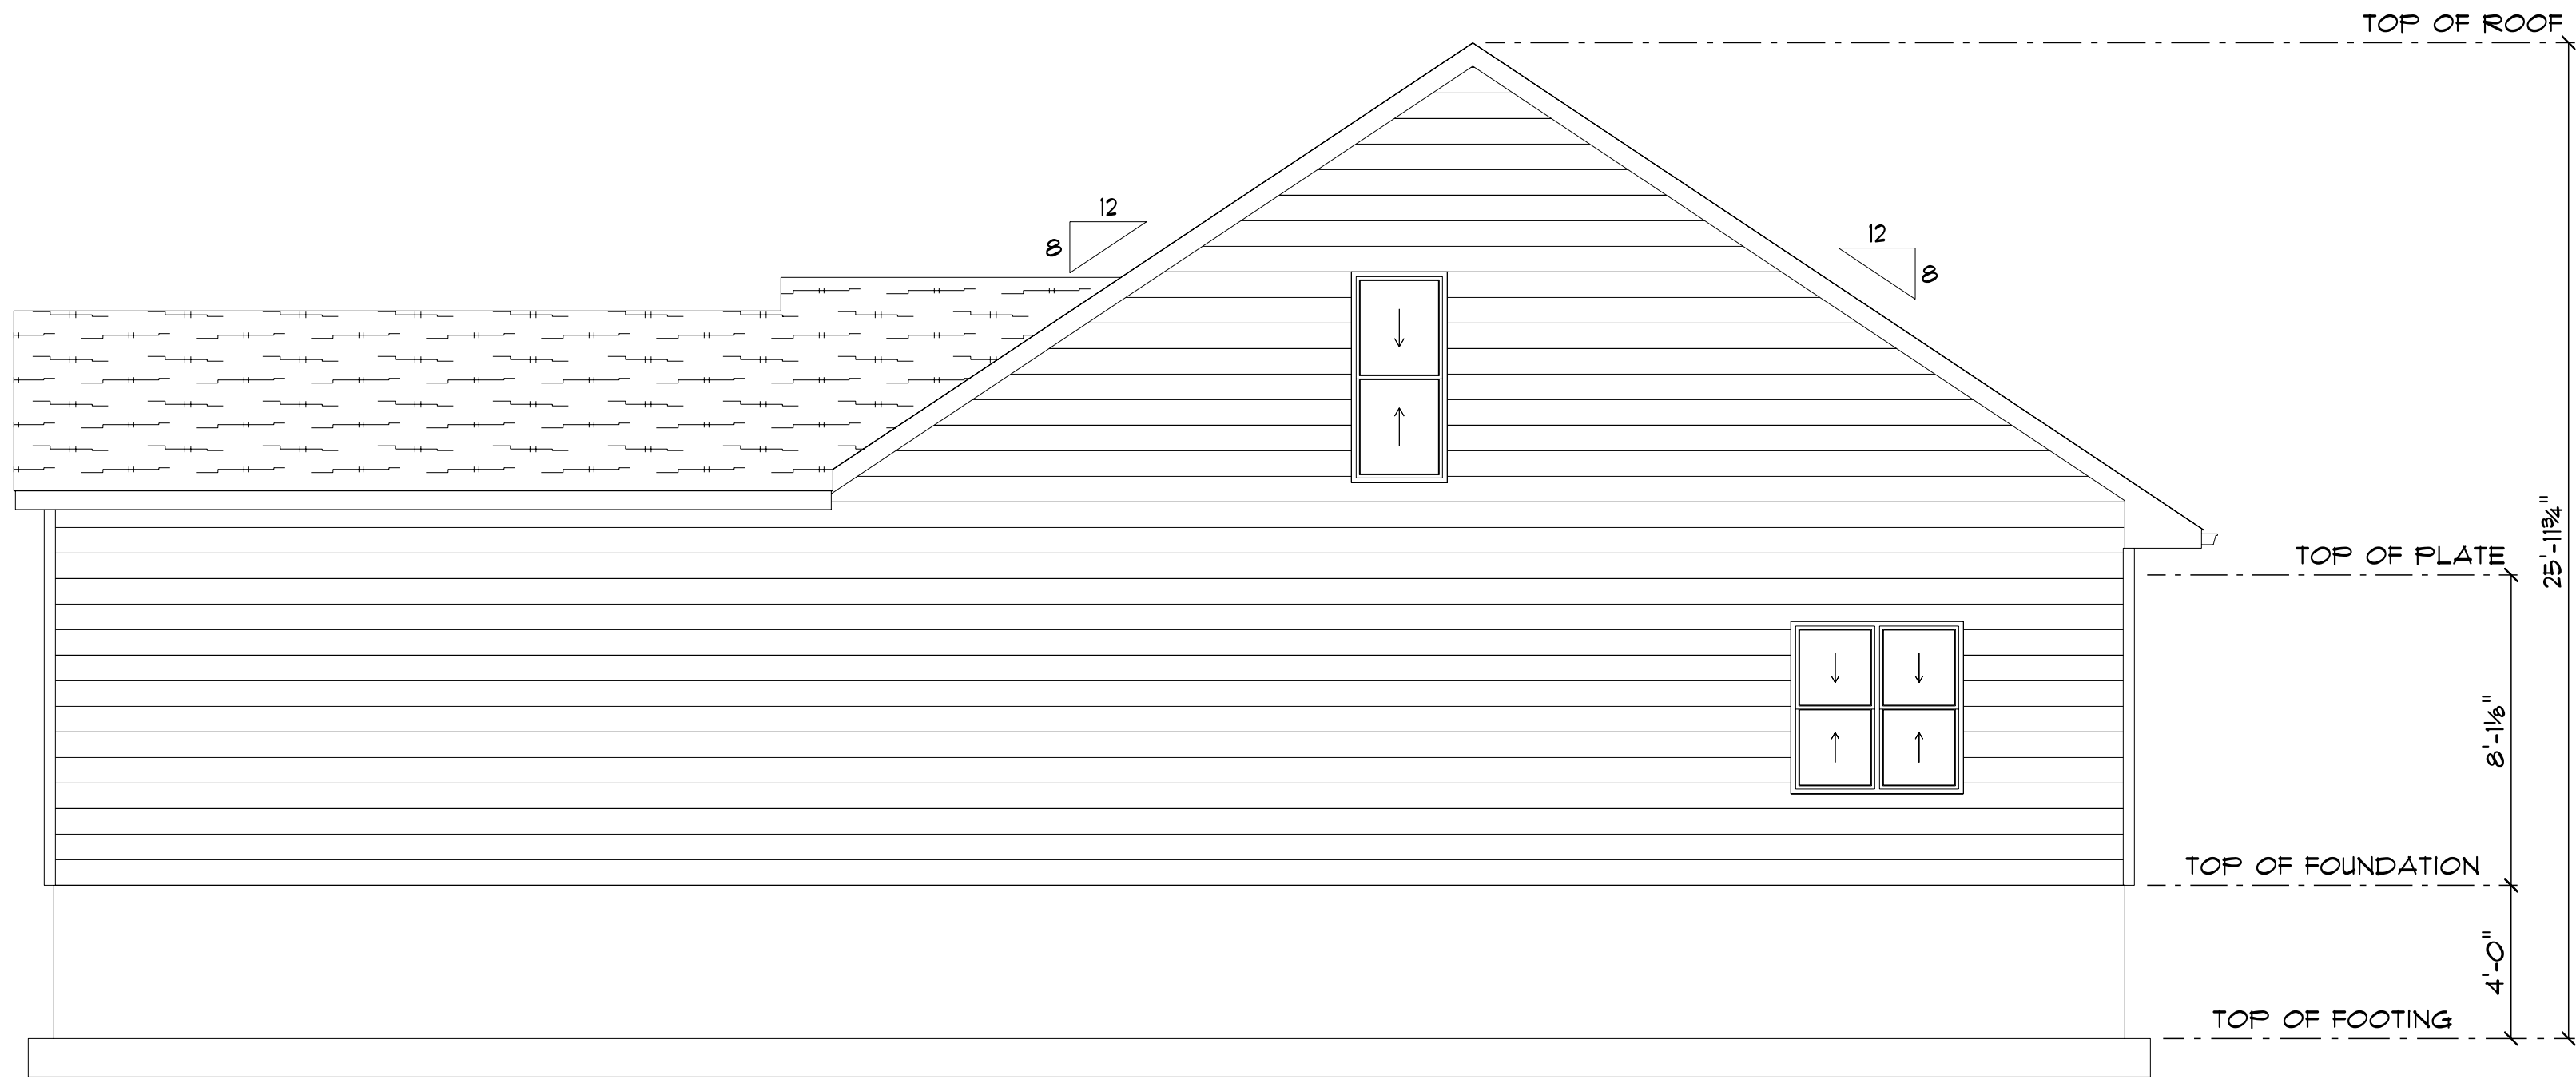 TOP OF ROOF
12
8
12
8
25'-11¾"
TOP OF PLATE
8'-1⅛"
TOP OF FOUNDATION
4'-0"
TOP OF FOOTING